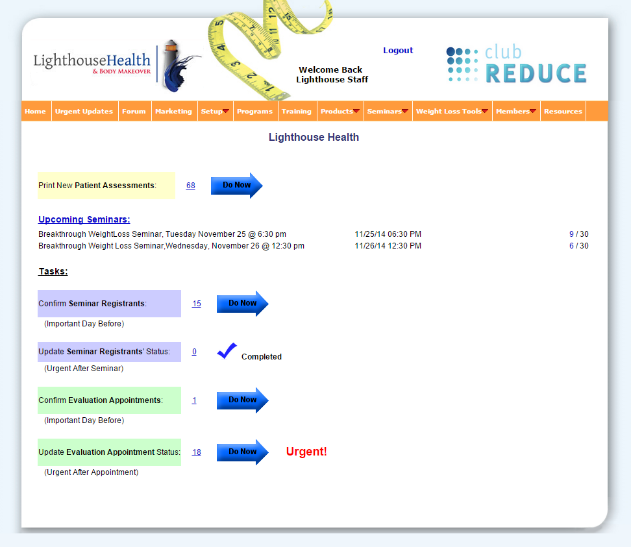 LighthouseHealth
& BODY MAKEOVER
Welcome Back
Lighthouse Staff
Logout
club
REDUCE
Home Urgent Updates Forum Marketing Setup Programs Training Products Seminars Weight Loss Tools Members Resources
Lighthouse Health
Print New Patient Assessments: 68 Do Now
Upcoming Seminars:
Breakthrough WeightLoss Seminar, Tuesday November 25 @ 6:30 pm 11/25/14 06:30 PM 9 / 30
Breakthrough Weight Loss Seminar,Wednesday, November 26 @ 12:30 pm 11/26/14 12:30 PM 6 / 30
Tasks:
Confirm Seminar Registrants: 15 Do Now
(Important Day Before)
Update Seminar Registrants' Status: 0 Completed
(Urgent After Seminar)
Confirm Evaluation Appointments: 1 Do Now
(Important Day Before)
Update Evaluation Appointment Status: 18 Do Now Urgent!
(Urgent After Appointment)